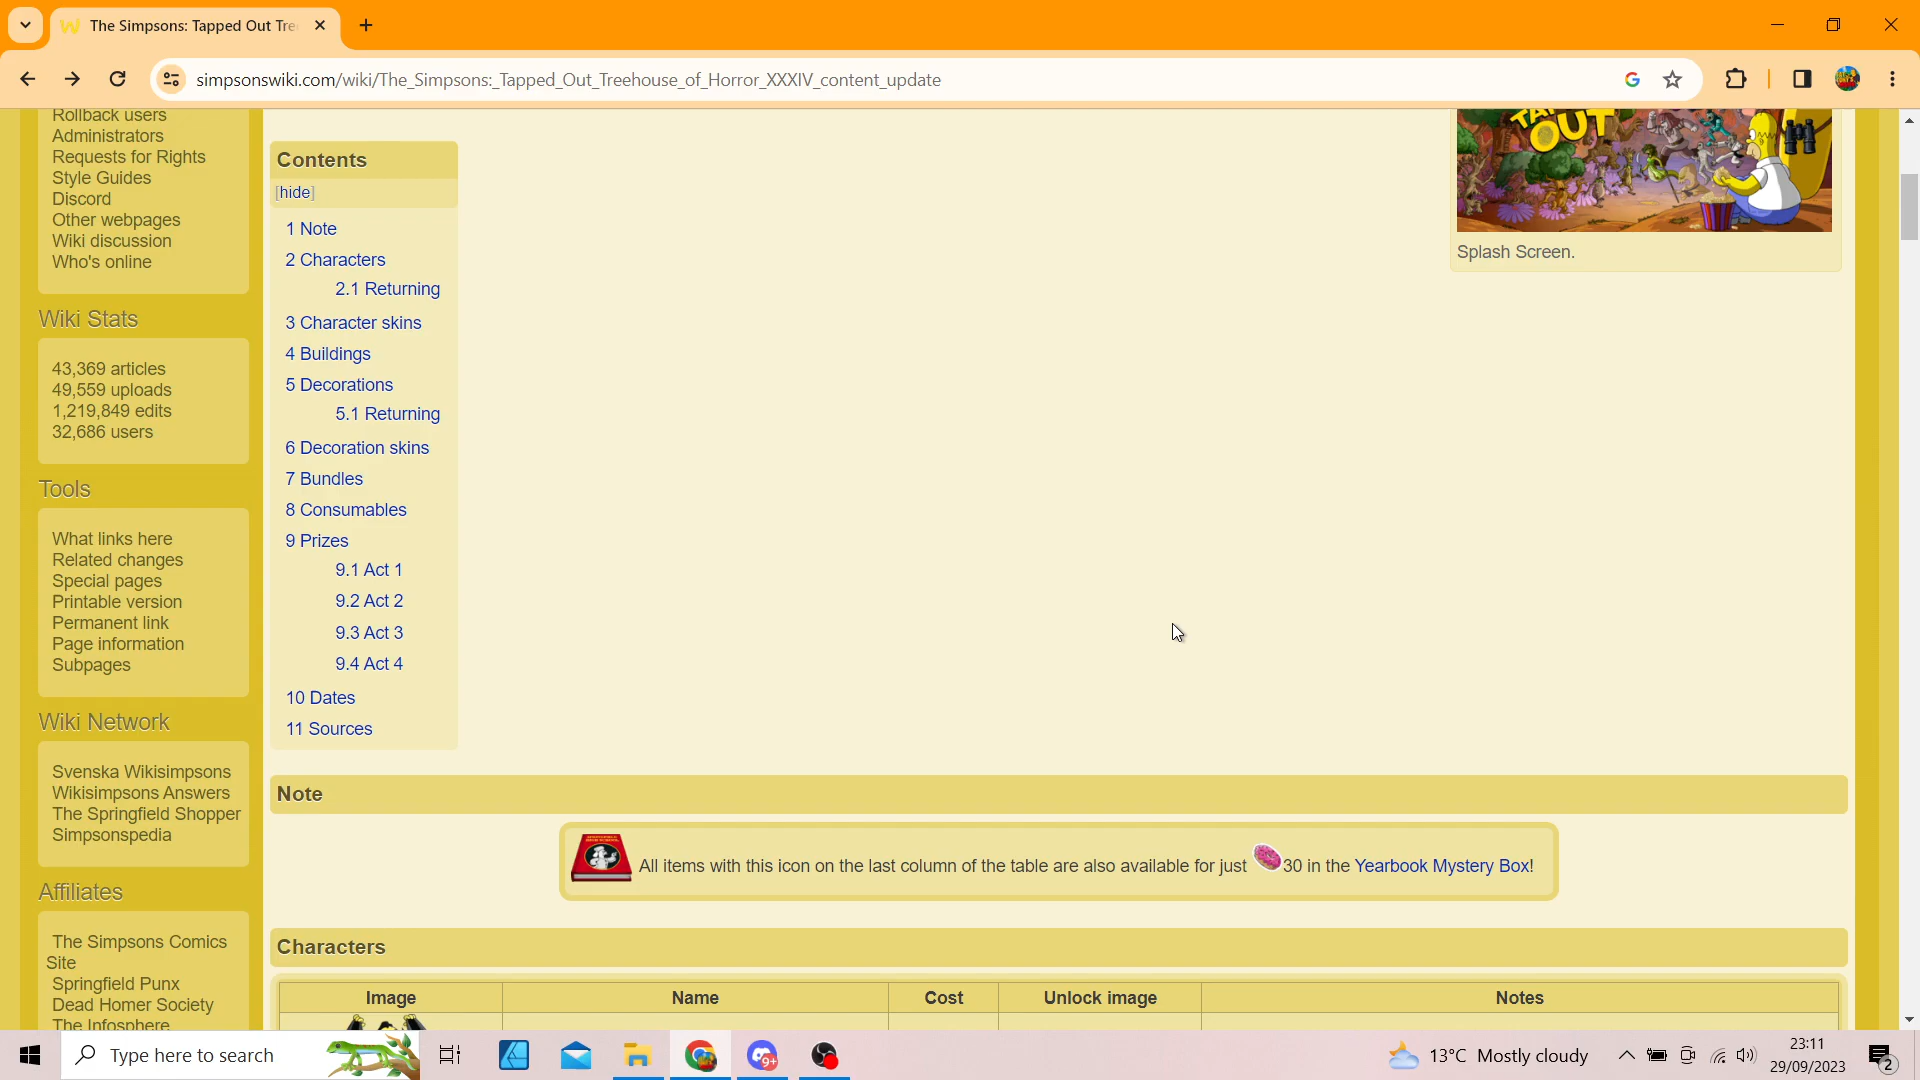 The Simpsons: Tapped Out Tre
simpsonswiki.com/wiki/The_Simpsons:_Tapped_Out_Treehouse_of_Horror_XXXIV_content_update
Rollback users
Administrators
Requests for Rights
Style Guides
Discord
Other webpages
Wiki discussion
Who's online
Wiki Stats
43,369 articles
49,559 uploads
1,219,849 edits
32,686 users
Tools
What links here
Related changes
Special pages
Printable version
Permanent link
Page information
Subpages
Wiki Network
Svenska Wikisimpsons
Wikisimpsons Answers
The Springfield Shopper
Simpsonspedia
Affiliates
The Simpsons Comics
Site
Springfield Punx
Dead Homer Society
The Infosphere
Contents
[hide]
1 Note
2 Characters
2.1 Returning
3 Character skins
4 Buildings
5 Decorations
5.1 Returning
6 Decoration skins
7 Bundles
8 Consumables
9 Prizes
9.1 Act 1
9.2 Act 2
9.3 Act 3
9.4 Act 4
10 Dates
11 Sources
TAPPED
OUT
Splash Screen.
Note
All items with this icon on the last column of the table are also available for just 30 in the Yearbook Mystery Box!
Characters
Image Name Cost Unlock image Notes
Type here to search
9+
13°C Mostly cloudy
23:11
29/09/2023
2